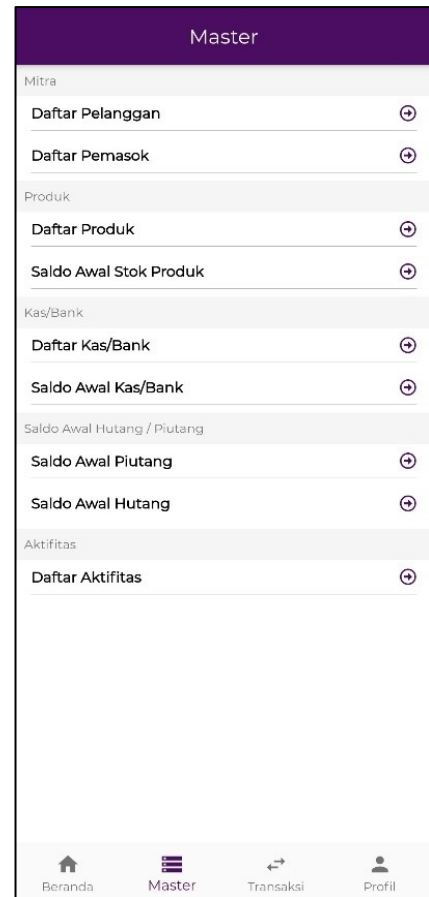 Master
Mitra
Daftar Pelanggan
Daftar Pemasok
Produk
Daftar Produk
Saldo Awal Stok Produk
Kas/Bank
Daftar Kas/Bank
Saldo Awal Kas/Bank
Saldo Awal Hutang / Piutang
Saldo Awal Piutang
Saldo Awal Hutang
Aktifitas
Daftar Aktifitas
Beranda Master Transaksi Profil